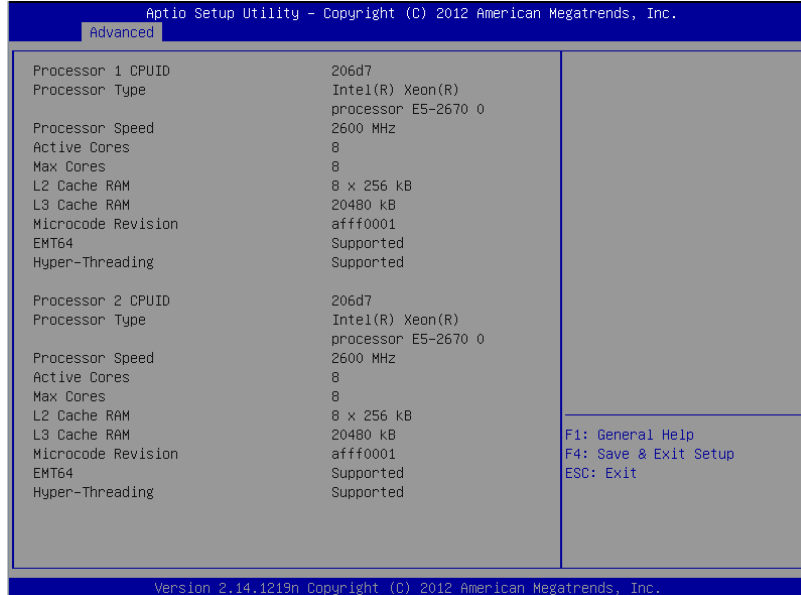 Aptio Setup Utility – Copyright (C) 2012 American Megatrends, Inc.
Advanced
Processor 1 CPUID 206d7
Processor Type Intel(R) Xeon(R)
processor E5-2670 0
Processor Speed 2600 MHz
Active Cores 8
Max Cores 8
L2 Cache RAM 8 x 256 kB
L3 Cache RAM 20480 kB
Microcode Revision afff0001
EMT64 Supported
Hyper-Threading Supported
Processor 2 CPUID 206d7
Processor Type Intel(R) Xeon(R)
processor E5-2670 0
Processor Speed 2600 MHz
Active Cores 8
Max Cores 8
L2 Cache RAM 8 x 256 kB
L3 Cache RAM 20480 kB
Microcode Revision afff0001
EMT64 Supported
Hyper-Threading Supported
F1: General Help
F4: Save & Exit Setup
ESC: Exit
Version 2.14.1219n Copyright (C) 2012 American Megatrends, Inc.